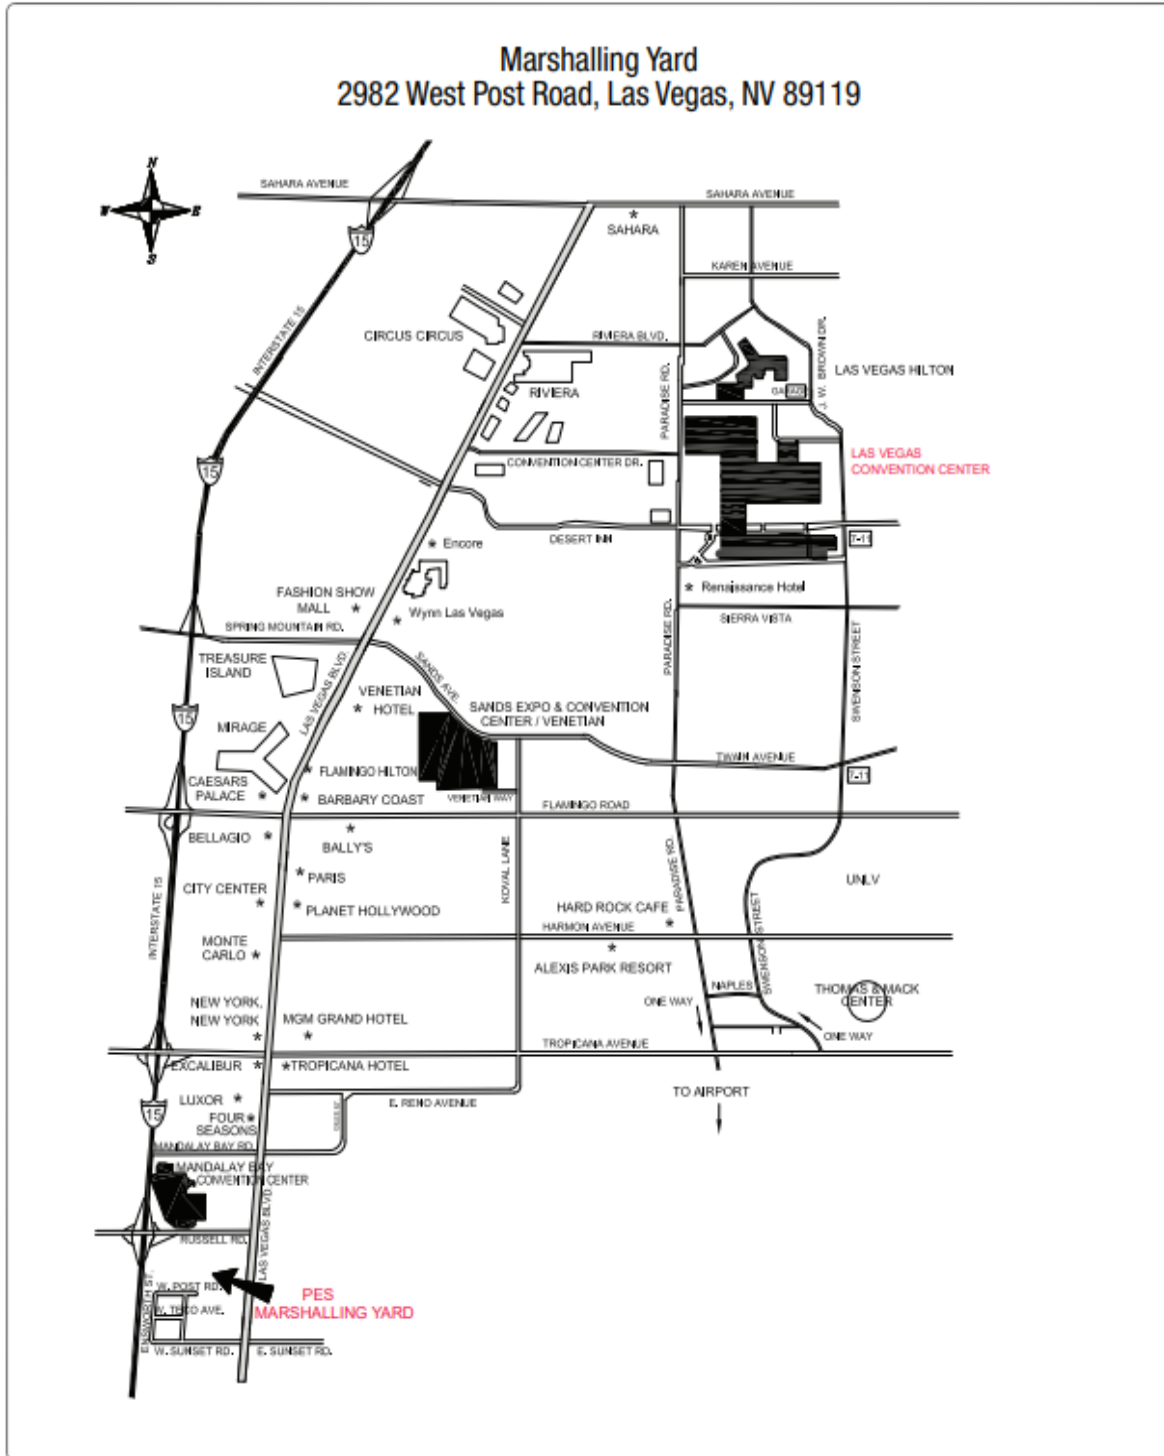 Marshalling Yard
2982 West Post Road, Las Vegas, NV 89119
N
W E
S
SAHARA AVENUE
SAHARA AVENUE
15
SAHARA
KAREN AVENUE
INTERSTATE 15
CIRCUS CIRCUS
RIVIERA BLVD.
J. W. BROWN DR.
LAS VEGAS HILTON
RIVIERA
PARADISE RD.
LAS VEGAS
CONVENTION CENTER
15
CONVENTION CENTER DR.
DESERT INN
7-11
Encore
FASHION SHOW
MALL
Renaissance Hotel
Wynn Las Vegas
SIERRA VISTA
SPRING MOUNTAIN RD.
PARADISE RD.
SWENSON STREET
TREASURE
ISLAND
SANDS AVE.
LAS VEGAS BLVD.
VENETIAN
HOTEL
SANDS EXPO & CONVENTION
CENTER / VENETIAN
15
MIRAGE
TWAIN AVENUE
FLAMINGO HILTON
7-11
CAESARS
PALACE
BARBARY COAST
VENETIAN WAY
FLAMINGO ROAD
BELLAGIO
BALLY'S
PARIS
KOVAL LANE
PARADISE RD.
UNLV
CITY CENTER
PLANET HOLLYWOOD
HARD ROCK CAFE
INTERSTATE 15
HARMON AVENUE
SWENSON STREET
MONTE
CARLO
ALEXIS PARK RESORT
NAPLES
THOMAS & MACK
CENTER
NEW YORK,
NEW YORK
MGM GRAND HOTEL
ONE WAY
ONE WAY
TROPICANA AVENUE
EXCALIBUR
TROPICANA HOTEL
TO AIRPORT
LUXOR
E. RENO AVENUE
15
FOUR
SEASONS
MANDALAY BAY RD.
MANDALAY BAY
CONVENTION CENTER
LAS VEGAS BLVD.
RUSSELL RD.
ENSWORTH ST.
W. POST RD.
PES
MARSHALLING YARD
W. TECO AVE.
W. SUNSET RD.
E. SUNSET RD.